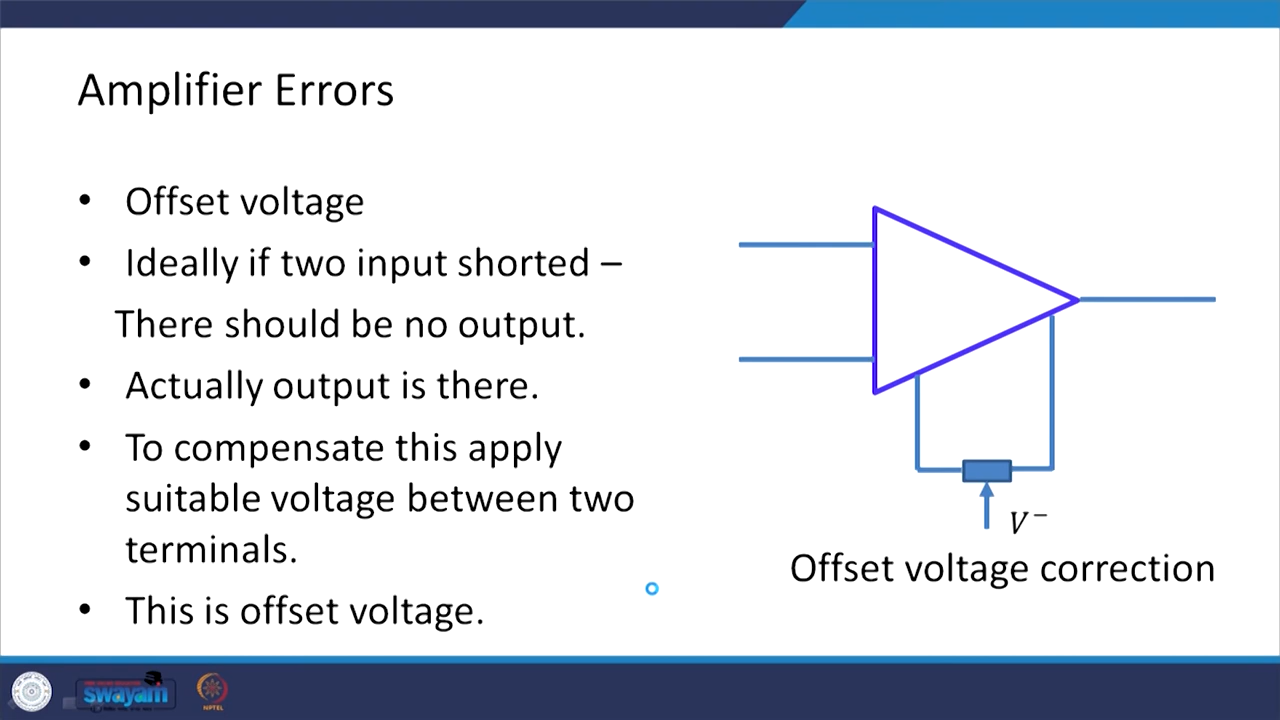 Amplifier Errors
• Offset voltage
• Ideally if two input shorted –
There should be no output.
• Actually output is there.
• To compensate this apply
suitable voltage between two
terminals.
• This is offset voltage.
V⁻
Offset voltage correction
swayam
NPTEL